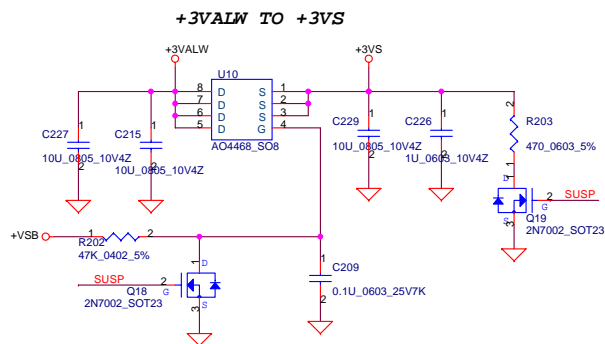 +3VALW TO +3VS
+3VALW
+3VS
U10
8 D S 1
7 D S 2
6 D S 3
5 D G 4
AO4468_SO8
C227 1
10U_0805_10V4Z
2
C215 1
10U_0805_10V4Z
2
C229 1
10U_0805_10V4Z
2
C226 1
1U_0603_10V4Z
2
2
R203
470_0603_5%
1
1
D
SUSP
2
G
Q19
S
3
2N7002_SOT23
+VSB
1 2
R202
47K_0402_5%
1
D
SUSP
2
G
Q18
S
3
2N7002_SOT23
1
C209
0.1U_0603_25V7K
2